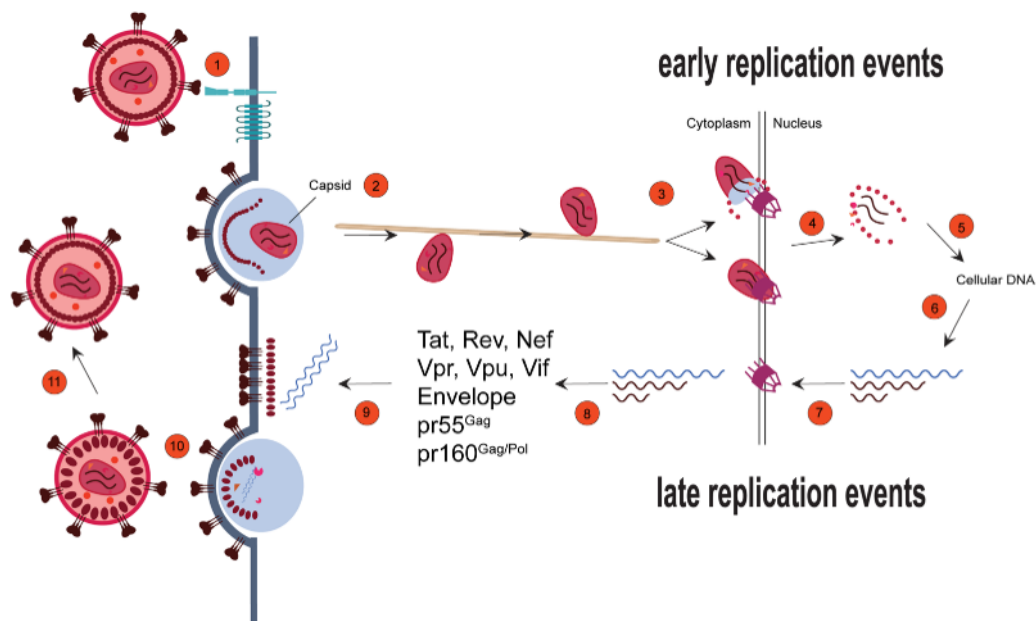 early replication events
1
Cytoplasm
Nucleus
Capsid
2
3
4
5
Cellular DNA
6
Tat, Rev, Nef
Vpr, Vpu, Vif
Envelope
pr55Gag
pr160Gag/Pol
11
9
8
7
10
late replication events